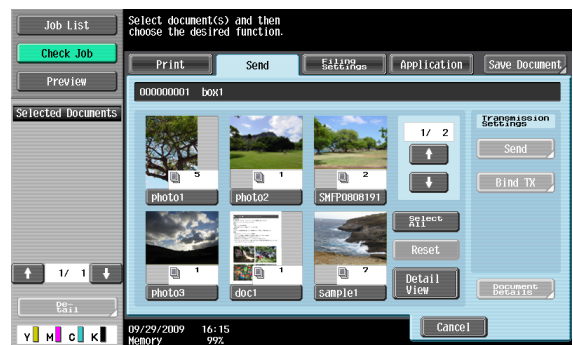 Job List
Check Job
Preview
Selected Documents
1/ 1
De-
tail
Y M C K
Select document(s) and then
choose the desired function.
Print
Send
Filing
Settings
Application
Save Document
000000001 box1
5
photo1
1
photo2
2
SMFP0808191
1
photo3
1
doc1
7
sample1
1/ 2
Select
All
Reset
Detail
View
Transmission
Settings
Send
Bind TX
Document
Details
09/29/2009 16:15
Memory 99%
Cancel